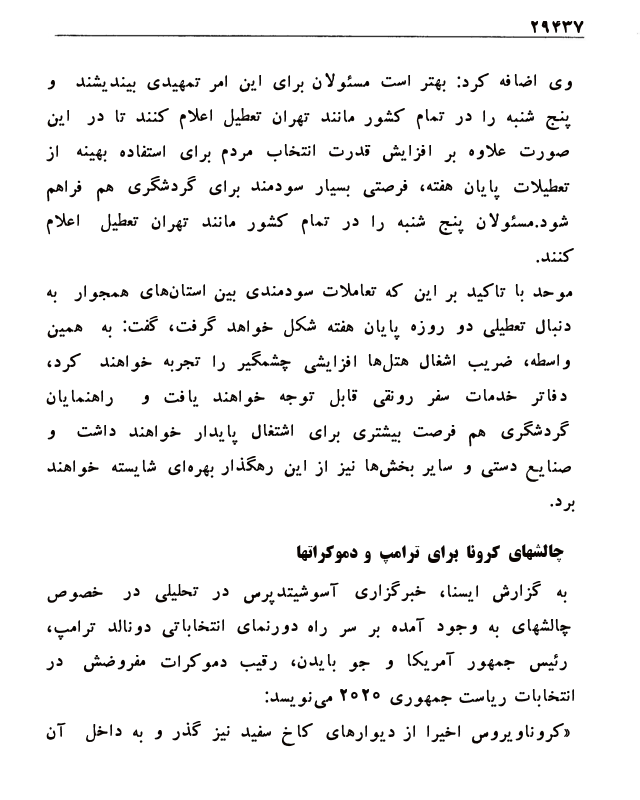 ۲۹۴۳۷
وی اضافه کرد: بهتر است مسئولان برای این امر تمهیدی بیندیشند و
پنج شنبه را در تمام کشور مانند تهران تعطیل اعلام کنند تا در این
صورت علاوه بر افزایش قدرت انتخاب مردم برای استفاده بهینه از
تعطیلات پایان هفته، فرصتی بسیار سودمند برای گردشگری هم فراهم
شود.مسئولان پنج شنبه را در تمام کشور مانند تهران تعطیل اعلام
کنند.
موحد با تاکید بر این که تعاملات سودمندی بین استان‌های همجوار به
دنبال تعطیلی دو روزه پایان هفته شکل خواهد گرفت، گفت: به همین
واسطه، ضریب اشغال هتل‌ها افزایشی چشمگیر را تجربه خواهند کرد،
دفاتر خدمات سفر رونقی قابل توجه خواهند یافت و راهنمایان
گردشگری هم فرصت بیشتری برای اشتغال پایدار خواهند داشت و
صنایع دستی و سایر بخش‌ها نیز از این رهگذار بهره‌ای شایسته خواهند
برد.
چالشهای کرونا برای ترامپ و دموکراتها
به گزارش ایسنا، خبرگزاری آسوشیتدپرس در تحلیلی در خصوص
چالشهای به وجود آمده بر سر راه دورنمای انتخاباتی دونالد ترامپ،
رئیس جمهور آمریکا و جو بایدن، رقیب دموکرات مفروضش در
انتخابات ریاست جمهوری ۲۰۲۰ می‌نویسد:
«کروناویروس اخیرا از دیوارهای کاخ سفید نیز گذر و به داخل آن